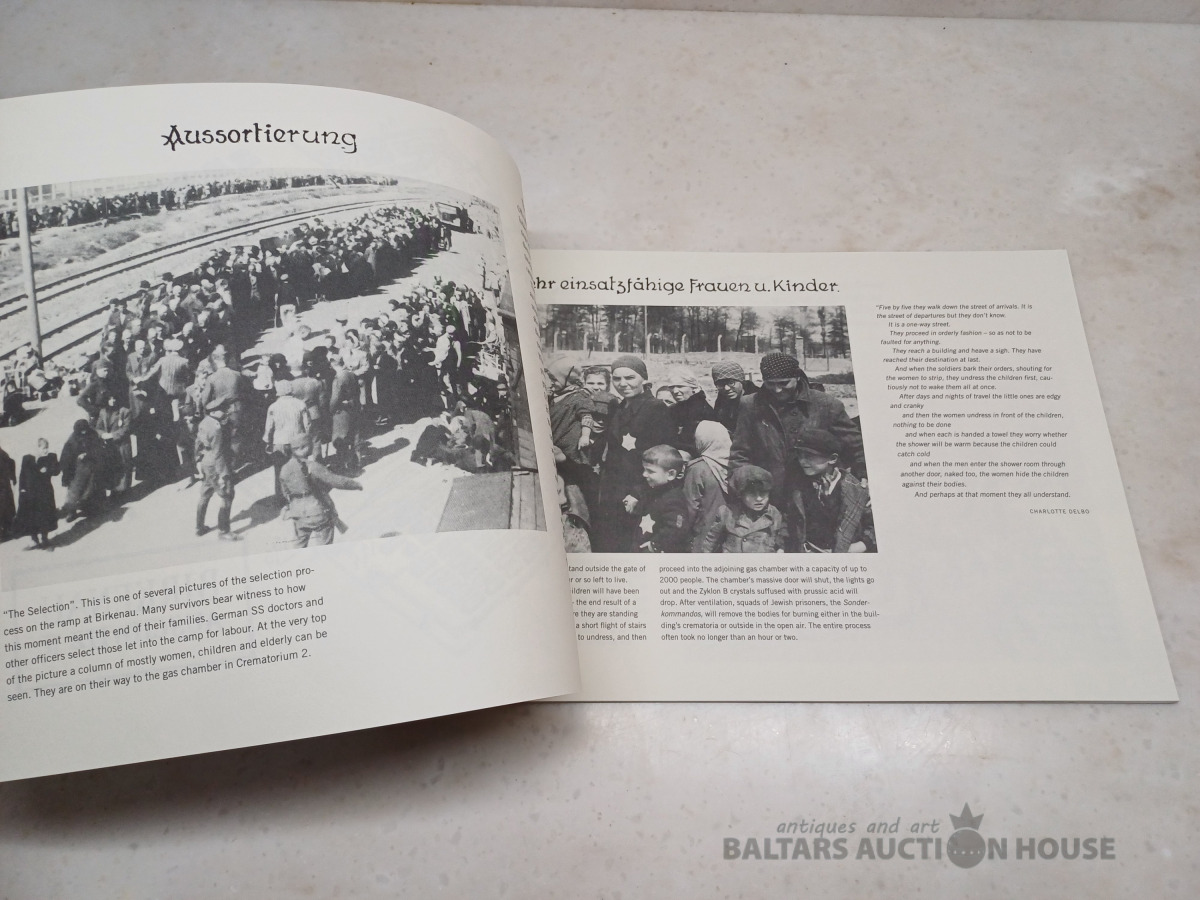 Aussortierung
"The Selection". This is one of several pictures of the selection pro-
cess on the ramp at Birkenau. Many survivors bear witness to how
this moment meant the end of their families. German SS doctors and
other officers select those let into the camp for labour. At the very top
of the picture a column of mostly women, children and elderly can be
seen. They are on their way to the gas chamber in Crematorium 2.
einsatzfähige Frauen u. Kinder.
"Five by five they walk down the street of arrivals. It is
the street of departures but they don't know.
It is a one-way street.
They proceed in orderly fashion – so as not to be
faulted for anything.
They reach a building and heave a sigh. They have
reached their destination at last.
And when the soldiers bark their orders, shouting for
the women to strip, they undress the children first, cau-
tiously not to wake them all at once.
After days and nights of travel the little ones are edgy
and cranky
and then the women undress in front of the children,
nothing to be done
and when each is handed a towel they worry whether
the shower will be warm because the children could
catch cold
and when the men enter the shower room through
another door, naked too, the women hide the children
against their bodies.
And perhaps at that moment they all understand.
CHARLOTTE DELBO
outside the gate of
or so left to live.
will have been
the end result of a
they are standing
a short flight of stairs
to undress, and then
proceed into the adjoining gas chamber with a capacity of up to
2000 people. The chamber's massive door will shut, the lights go
out and the Zyklon B crystals suffused with prussic acid will
drop. After ventilation, squads of Jewish prisoners, the Sonder-
kommandos, will remove the bodies for burning either in the buil-
ding's crematoria or outside in the open air. The entire process
often took no longer than an hour or two.
antiques and art
BALTARS AUCTION HOUSE